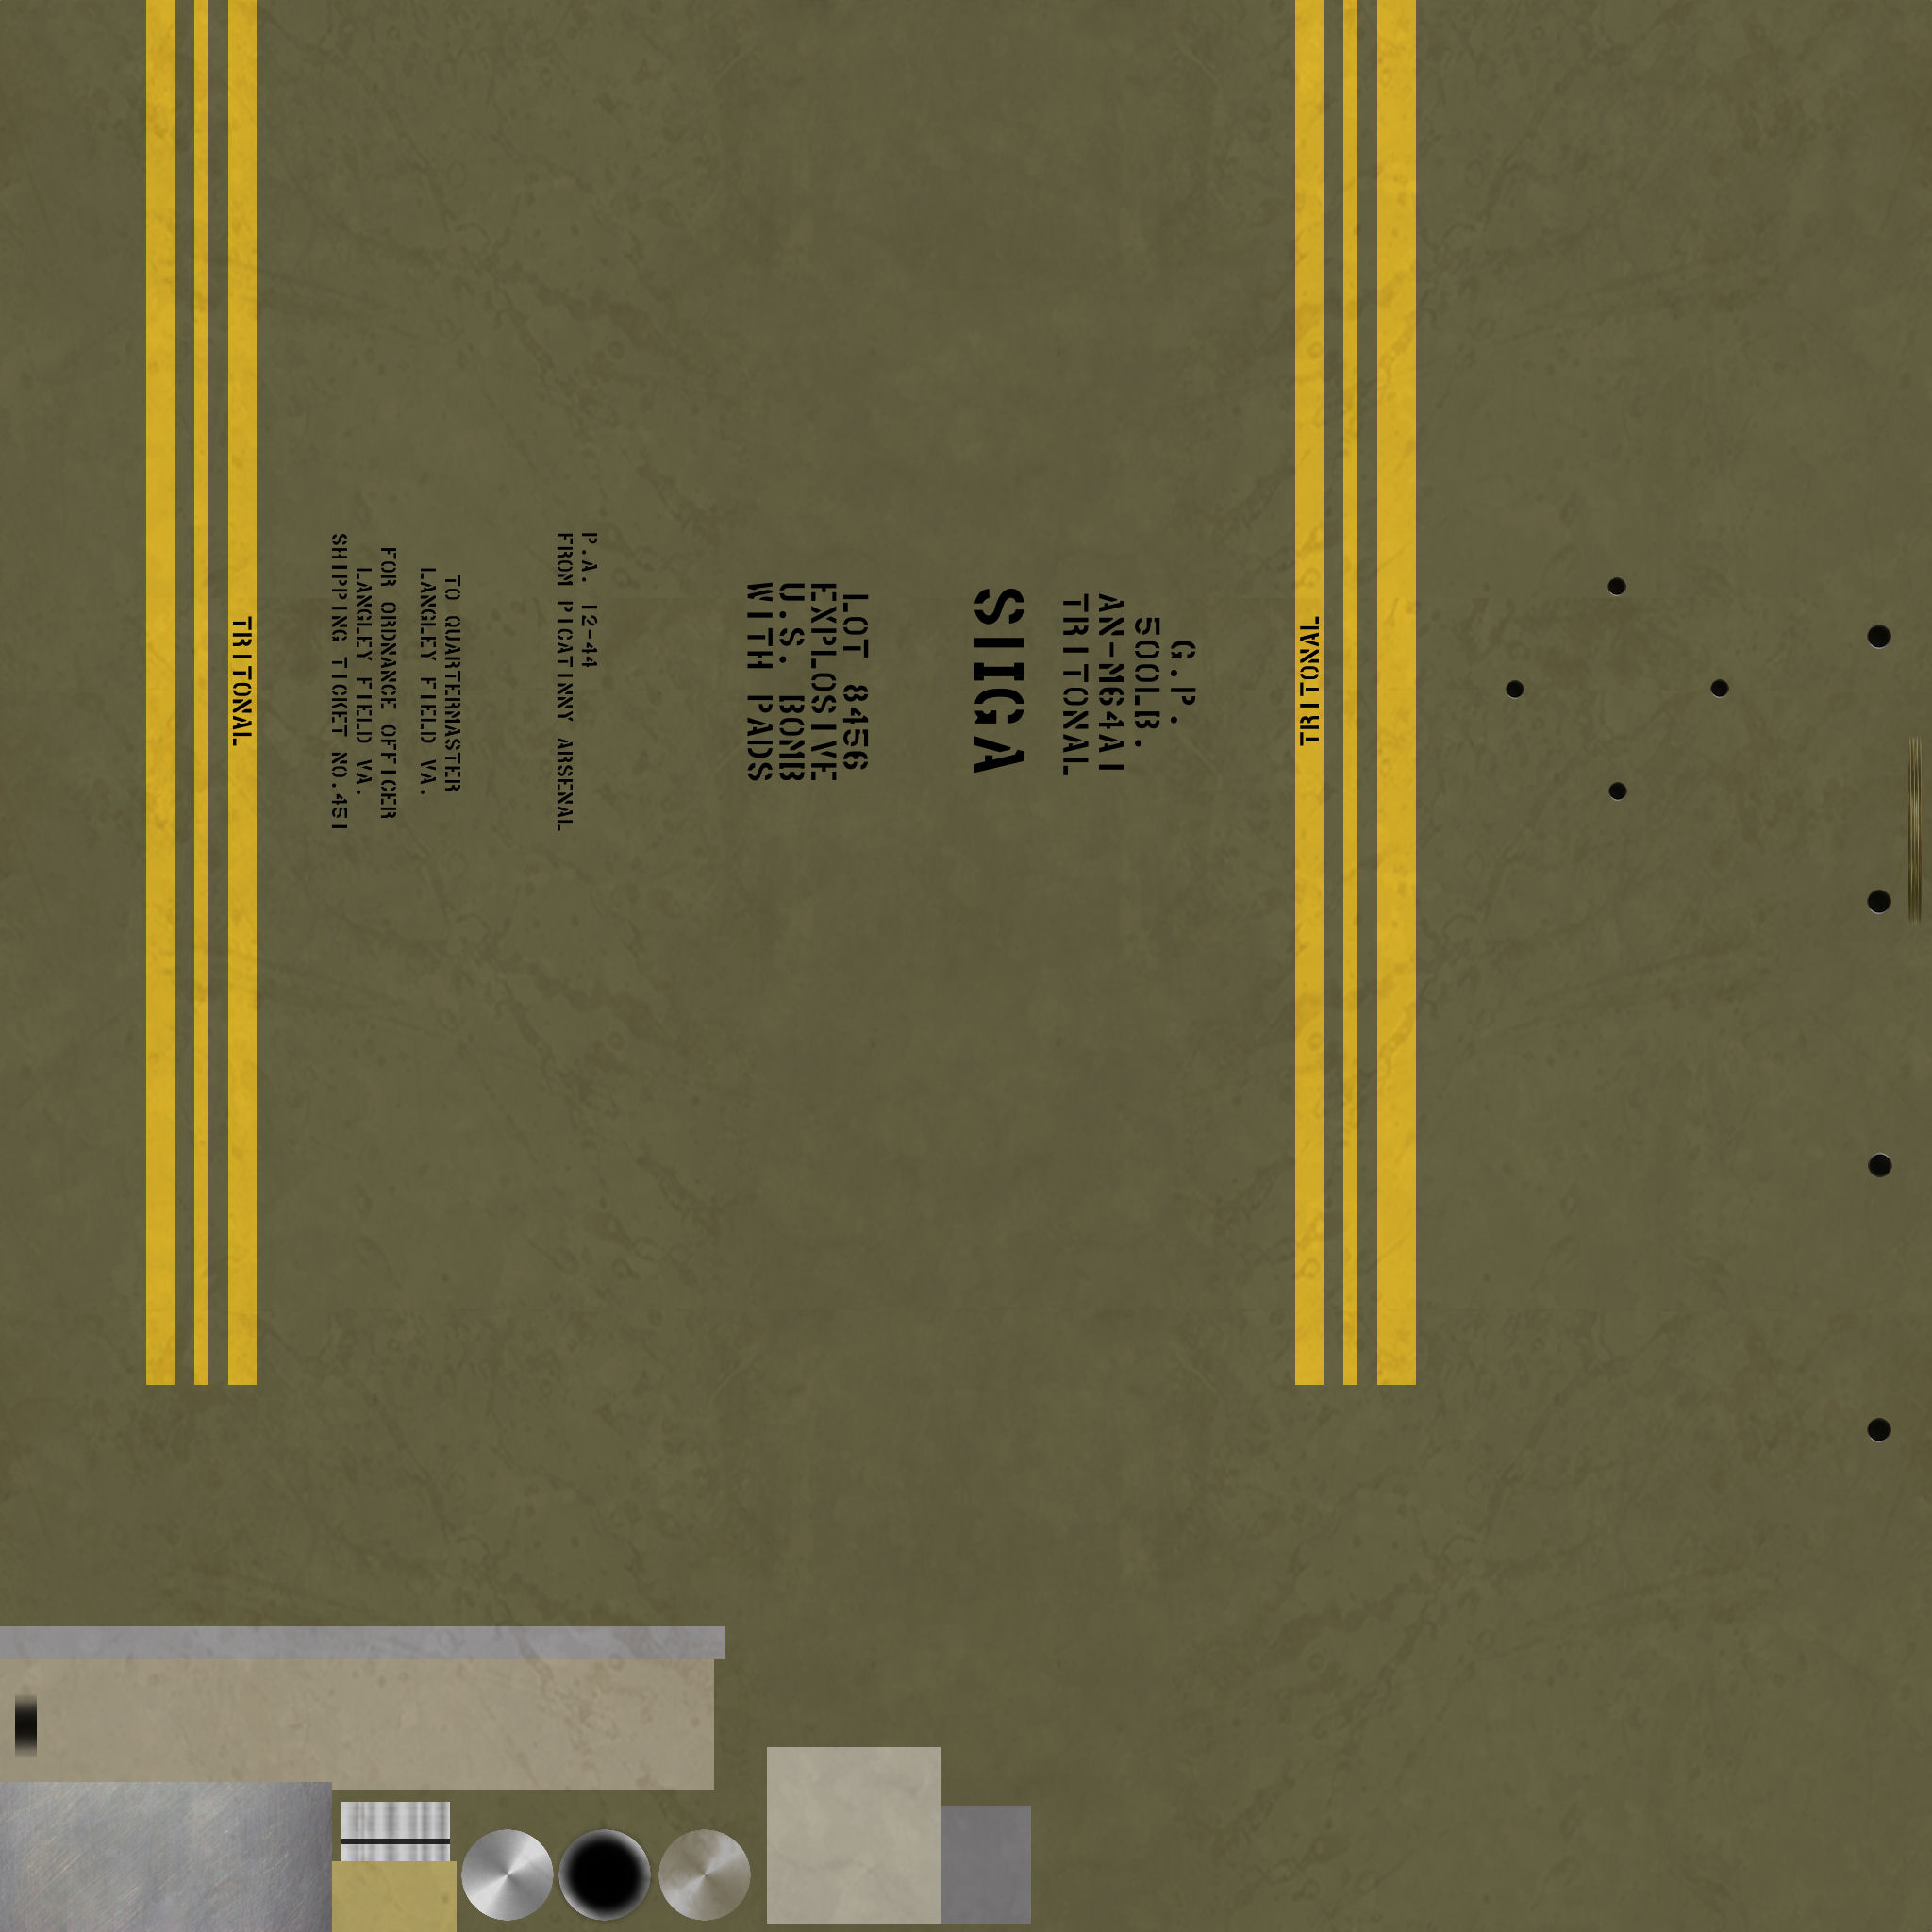 TRITONAL
G.P.
500LB.
AN-M64A1
TRITONAL
SIIGA
LOT 8456
EXPLOSIVE
U.S. BOMB
WITH PADS
P.A. 12-44
FROM PICATINNY ARSENAL
TO QUARTERMASTER
LANGLEY FIELD VA.
FOR ORDNANCE OFFICER
LANGLEY FIELD VA.
SHIPPING TICKET NO.451
TRITONAL